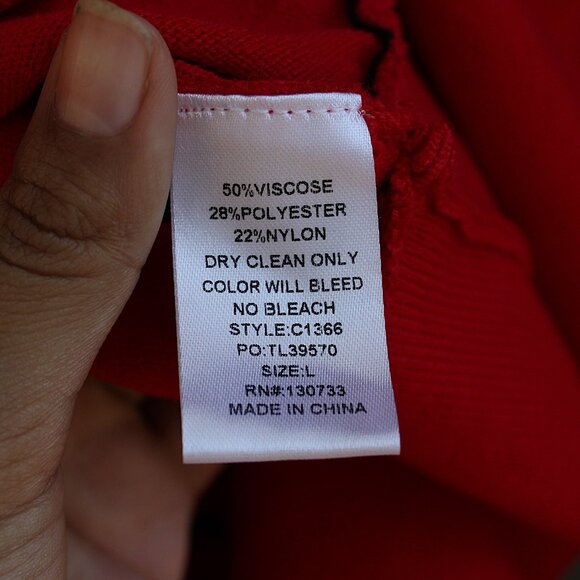 50%VISCOSE
28%POLYESTER
22%NYLON
DRY CLEAN ONLY
COLOR WILL BLEED
NO BLEACH
STYLE:C1366
PO:TL39570
SIZE:L
RN#:130733
MADE IN CHINA